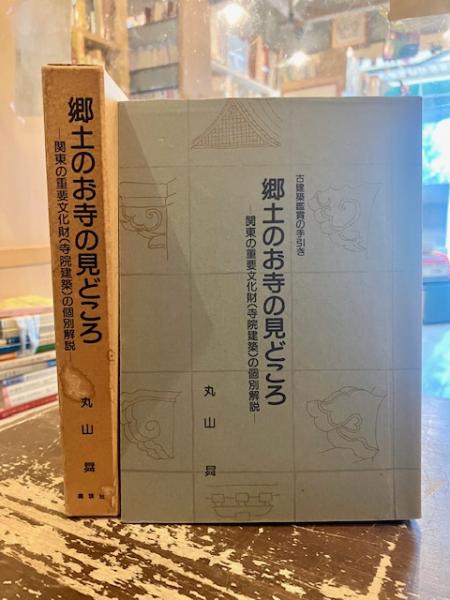 郷土のお寺の見どころ
―関東の重要文化財(寺院建築)の個別解説
丸山
古建築鑑賞の手引き
郷土のお寺の見どころ
―関東の重要文化財(寺院建築)の個別解説―
丸山